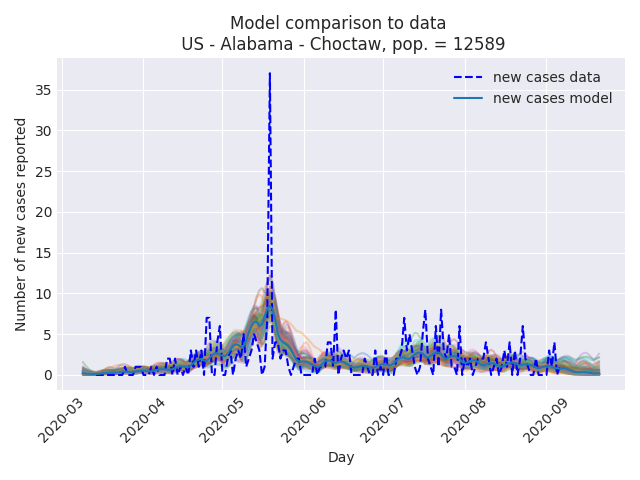 Model comparison to data
US - Alabama - Choctaw, pop. = 12589
new cases data
new cases model
Number of new cases reported
35
30
25
20
15
10
5
0
2020-03
2020-04
2020-05
2020-06
2020-07
2020-08
2020-09
Day